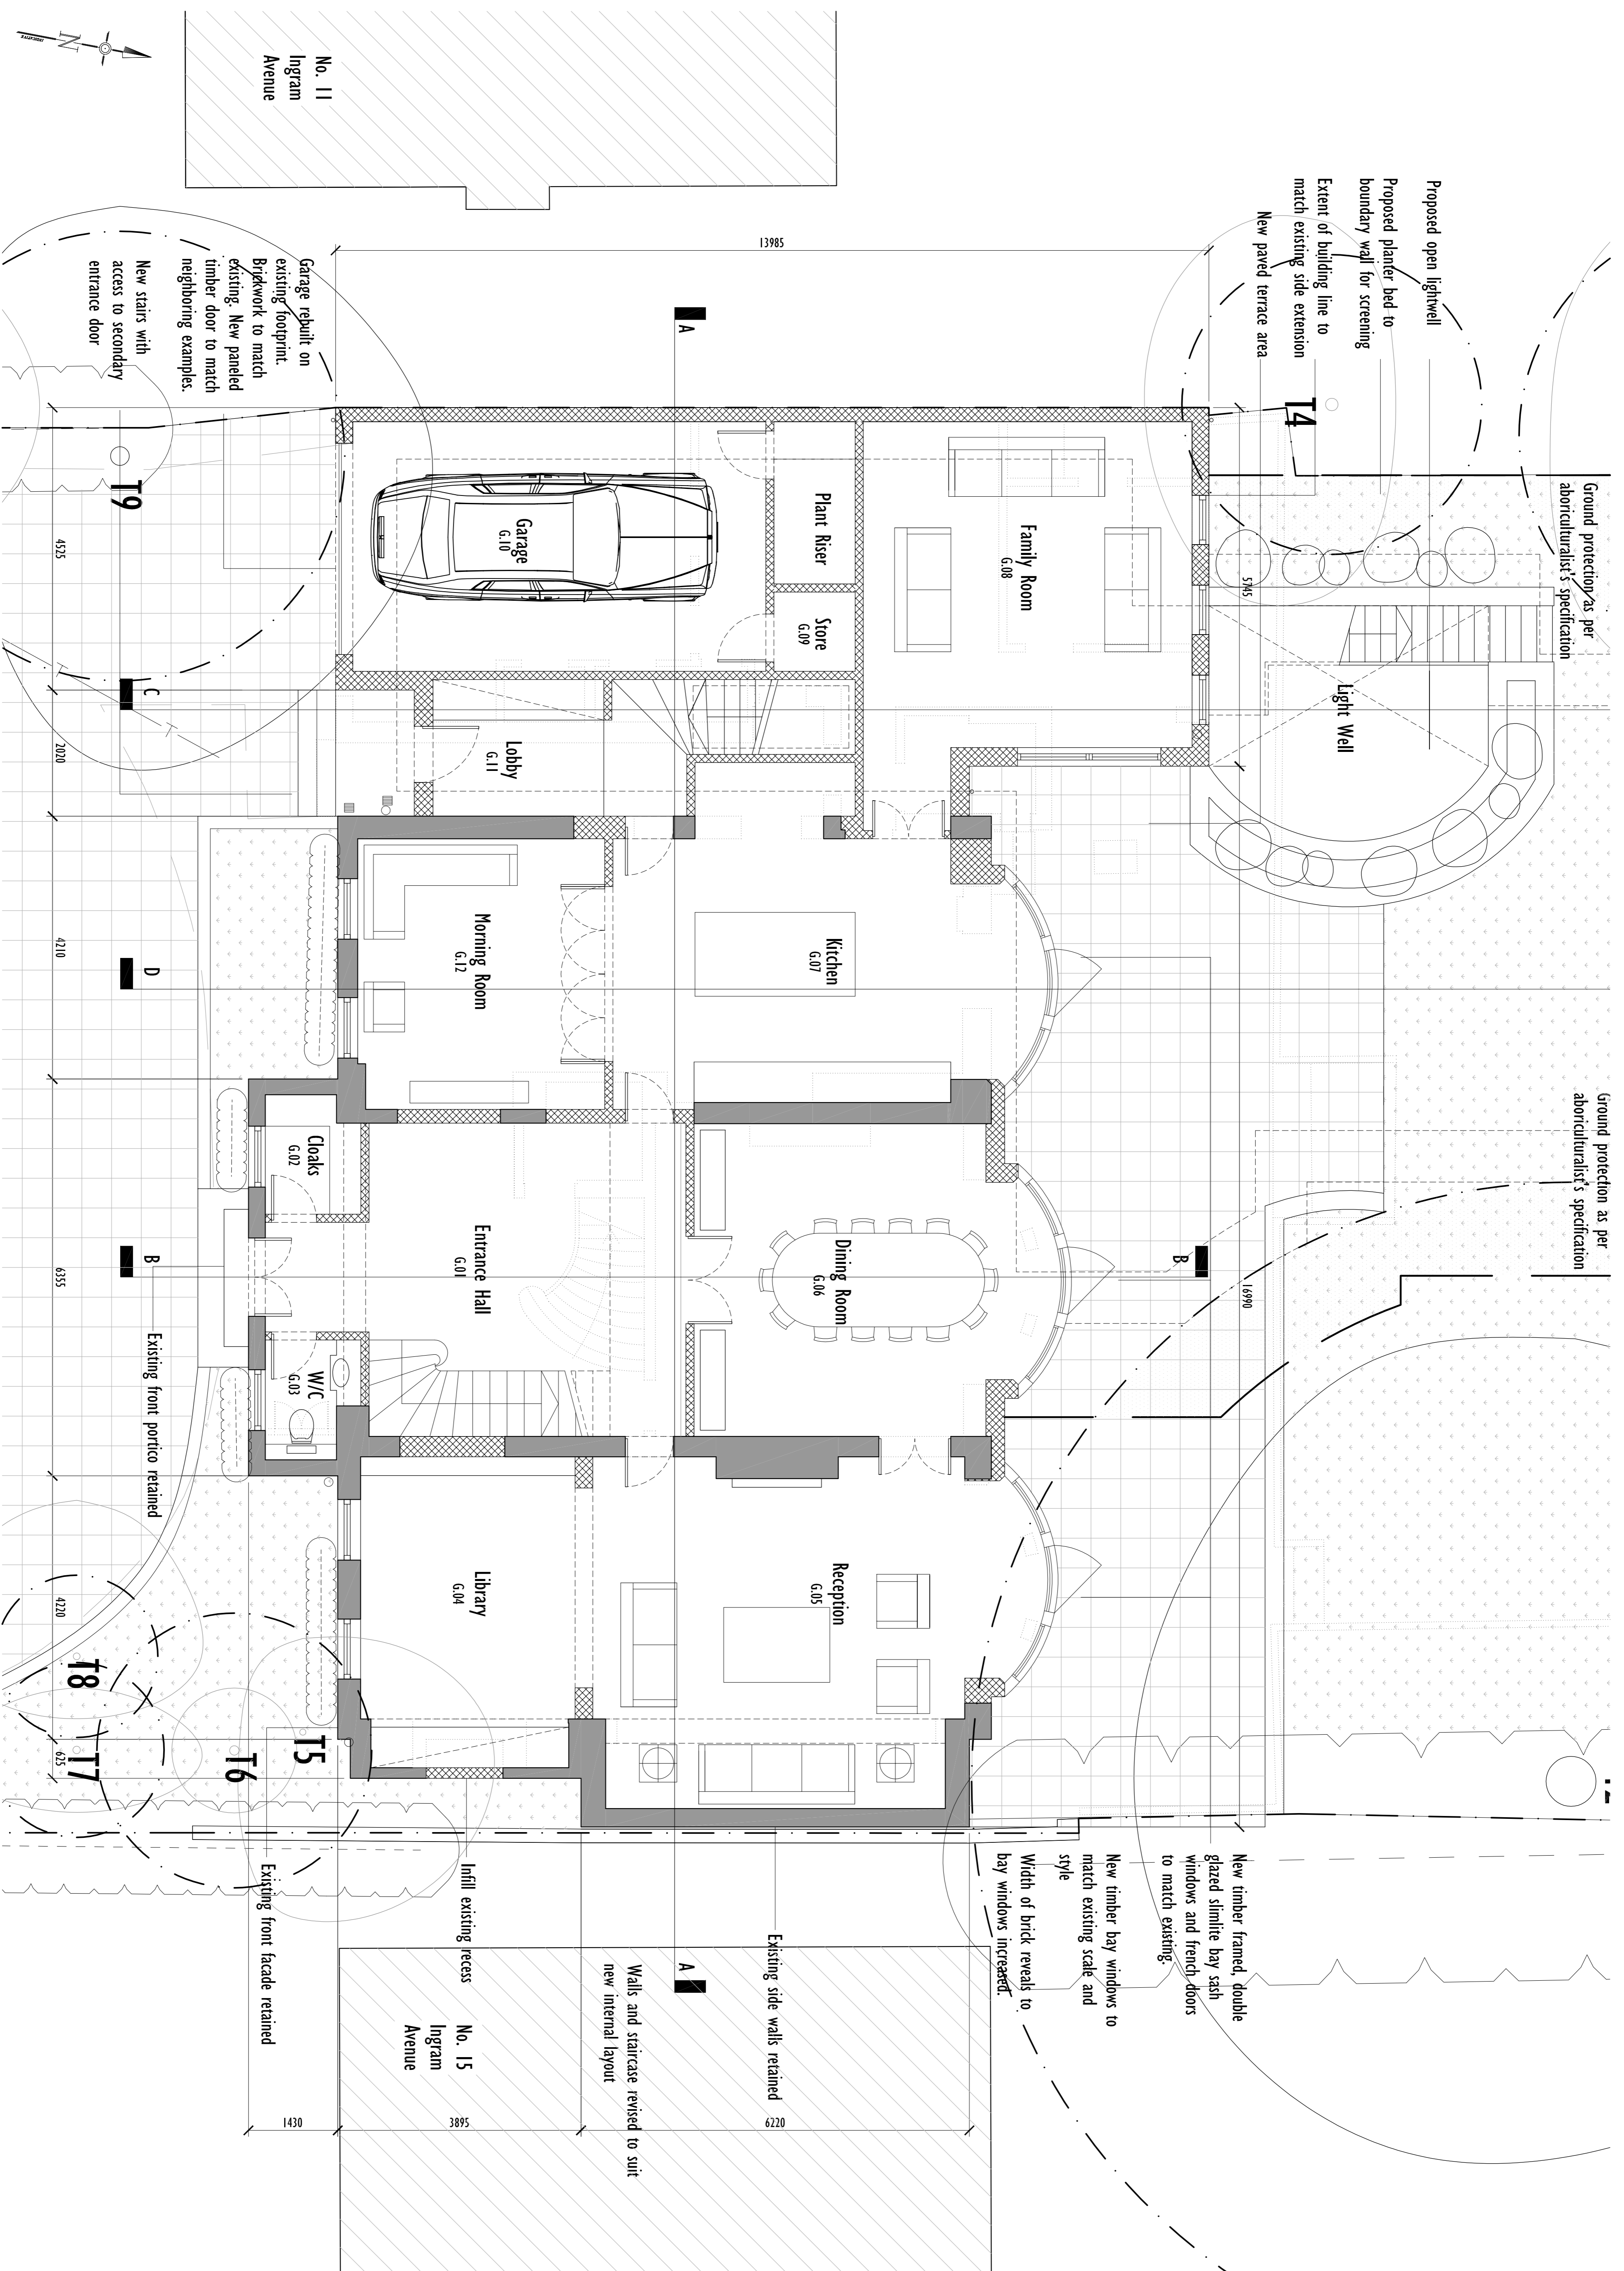 No. 11
Ingram
Avenue
N
INDICATIVE
Proposed open lightwell
Proposed planter bed to
boundary wall for screening
Extent of building line to
match existing side extension
New paved terrace area
13985
Garage rebuilt on
existing footprint.
Brickwork to match
existing. New paneled
timber door to match
neighboring examples.
New stairs with
access to secondary
entrance door
A
T4
T9
Ground protection as per
aboriculturalist's specification
Plant Riser
Family Room
G.08
Garage
G.10
Store
G.09
5745
4525
Light Well
C
Lobby
G.11
2020
Kitchen
G.07
Morning Room
G.12
D
4210
Ground protection as per
aboriculturalist's specification
Cloaks
G.02
Entrance Hall
G.01
Dining Room
G.06
B
B
16990
6355
W/C
G.03
Existing front portico retained
Reception
G.05
Library
G.04
4220
T8
T5
T6
T7
625
New timber framed, double
glazed slimlite bay sash
windows and french doors
to match existing.
New timber bay windows to
match existing scale and
style
Width of brick reveals to
bay windows increased.
Existing side walls retained
Infill existing recess
Existing front facade retained
Walls and staircase revised to suit
new internal layout
A
No. 15
Ingram
Avenue
1430
3895
6220